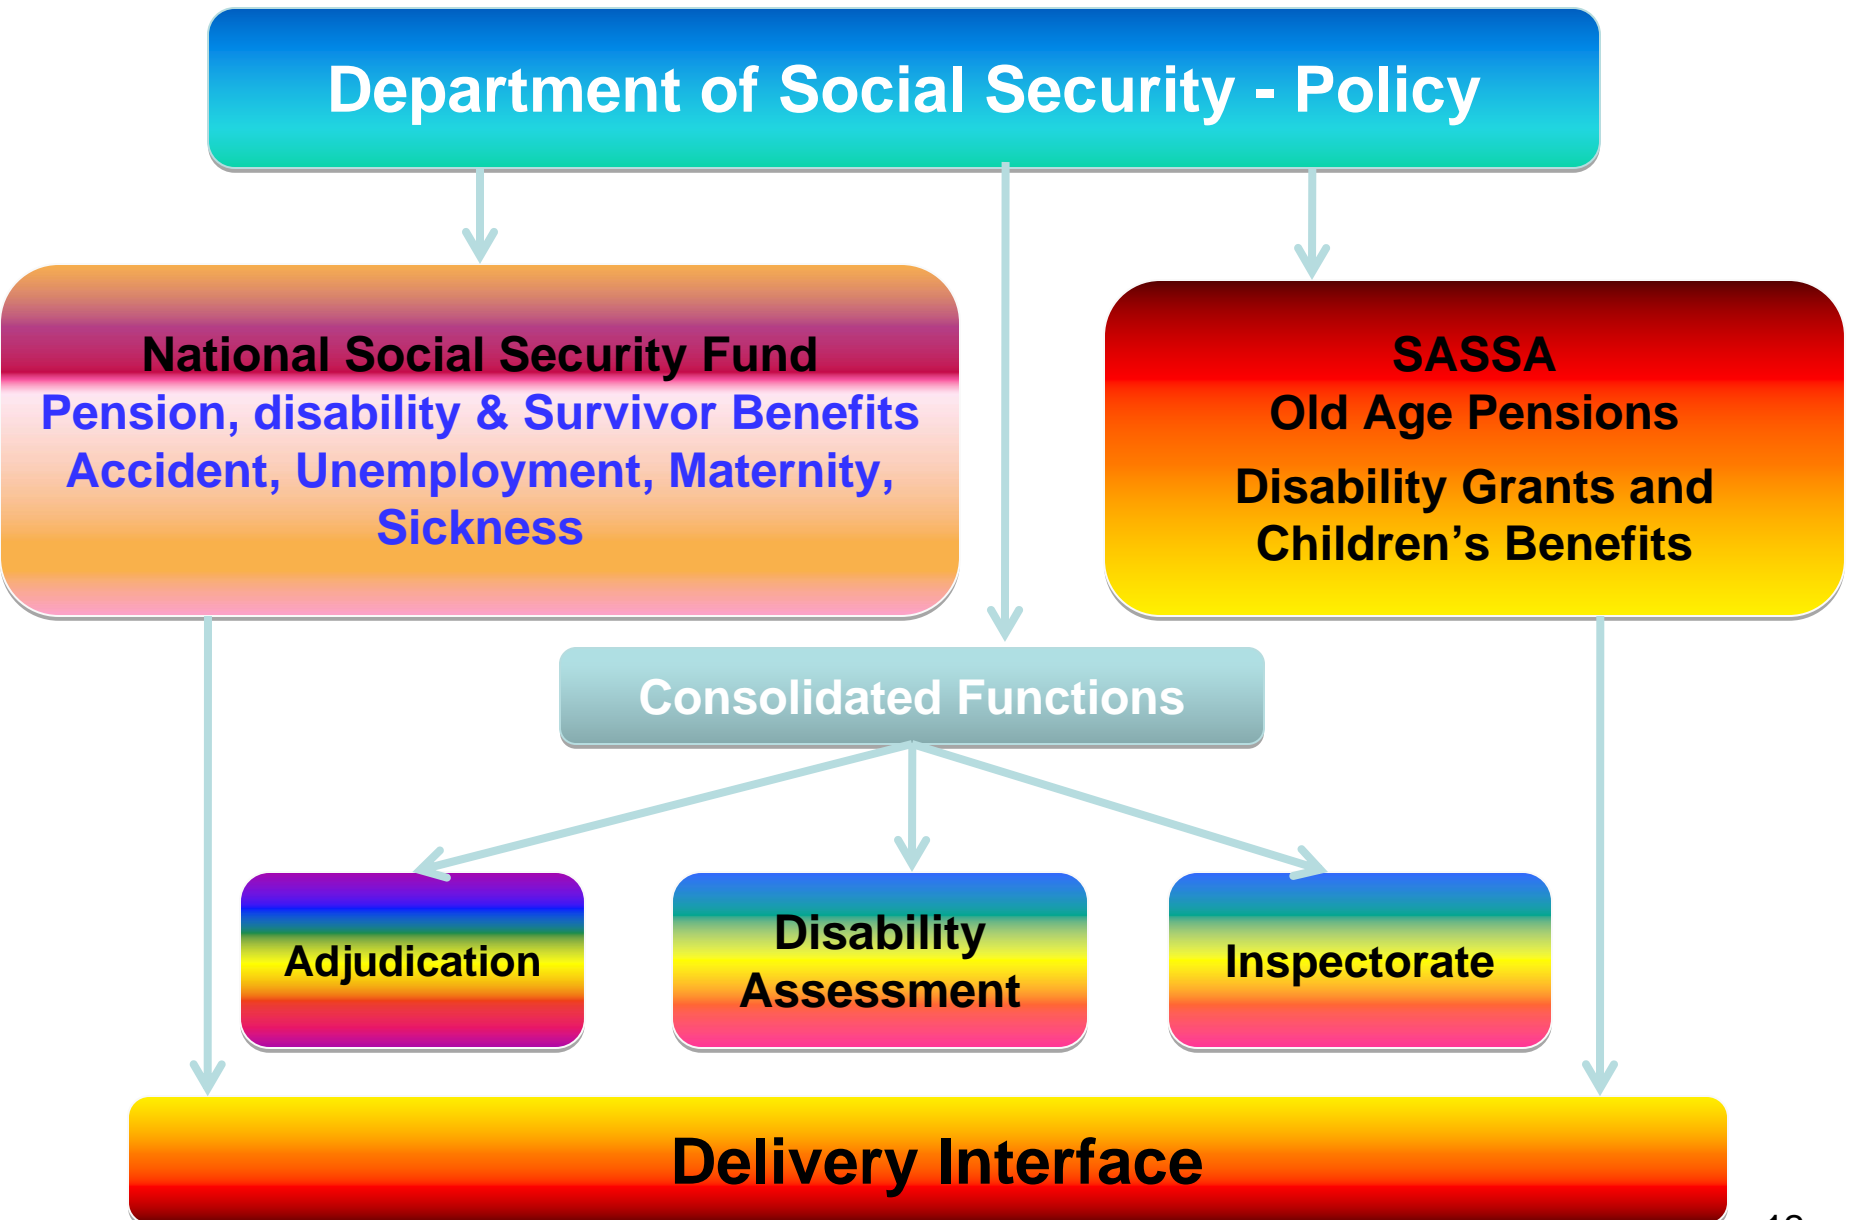 Department of Social Security - Policy
National Social Security Fund
Pension, disability & Survivor Benefits
Accident, Unemployment, Maternity,
Sickness
SASSA
Old Age Pensions
Disability Grants and
Children’s Benefits
Consolidated Functions
Adjudication
Disability
Assessment
Inspectorate
Delivery Interface